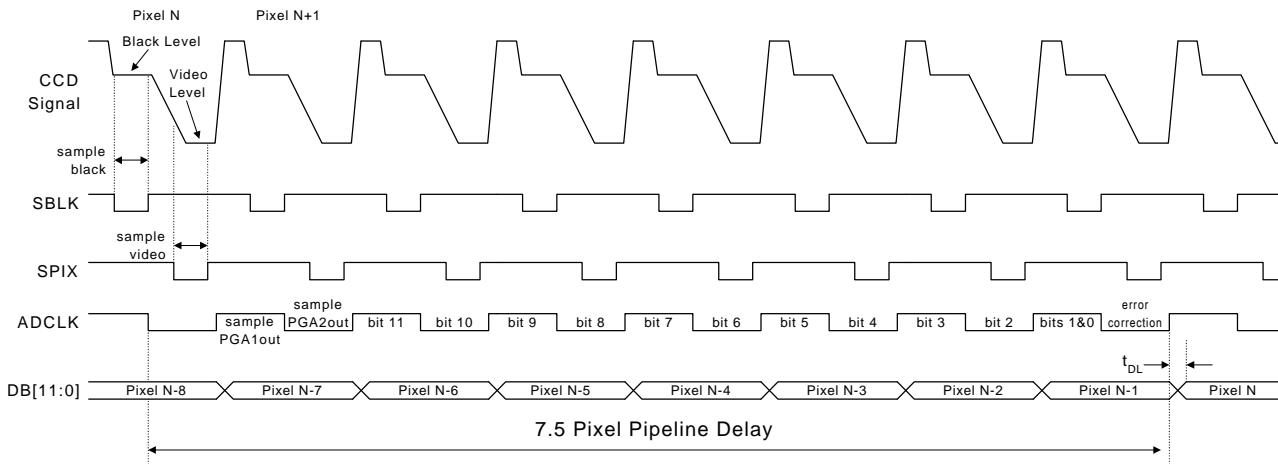 Pixel N
Pixel N+1
Black Level
Video
Level
CCD
Signal
sample
black
SBLK
sample
video
SPIX
ADCLK
sample
PGA1out
sample
PGA2out
bit 11
bit 10
bit 9
bit 8
bit 7
bit 6
bit 5
bit 4
bit 3
bit 2
bits 1&0
error
correction
tDL
DB[11:0]
Pixel N-8
Pixel N-7
Pixel N-6
Pixel N-5
Pixel N-4
Pixel N-3
Pixel N-2
Pixel N-1
Pixel N
7.5 Pixel Pipeline Delay